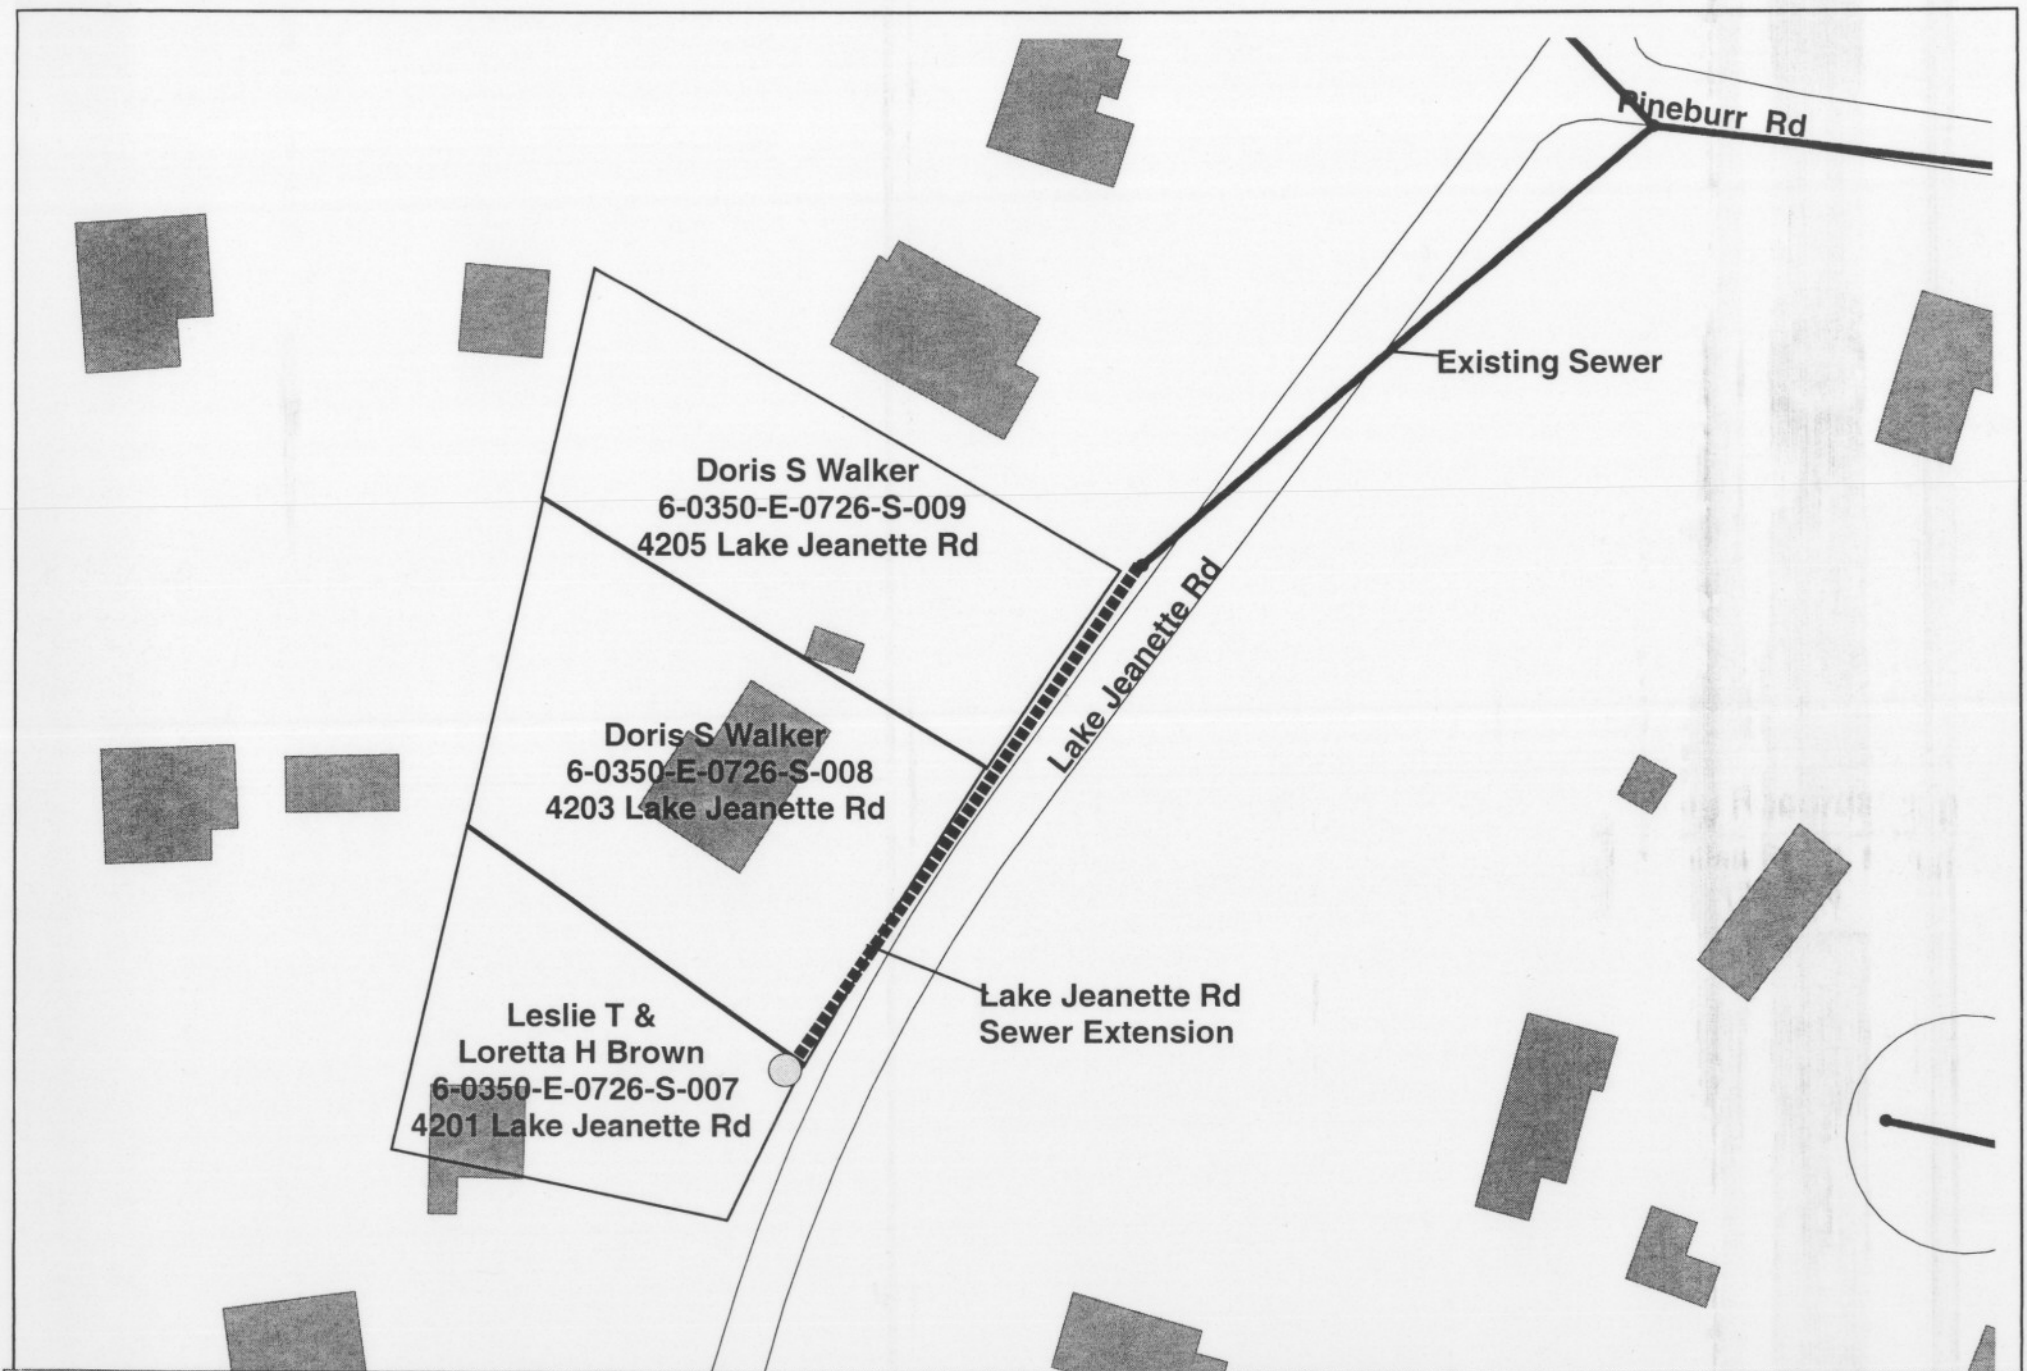 Pineburr Rd
Existing Sewer
Doris S Walker
6-0350-E-0726-S-009
4205 Lake Jeanette Rd
Lake Jeanette Rd
Doris S Walker
6-0350-E-0726-S-008
4203 Lake Jeanette Rd
Lake Jeanette Rd
Sewer Extension
Leslie T &
Loretta H Brown
6-0350-E-0726-S-007
4201 Lake Jeanette Rd